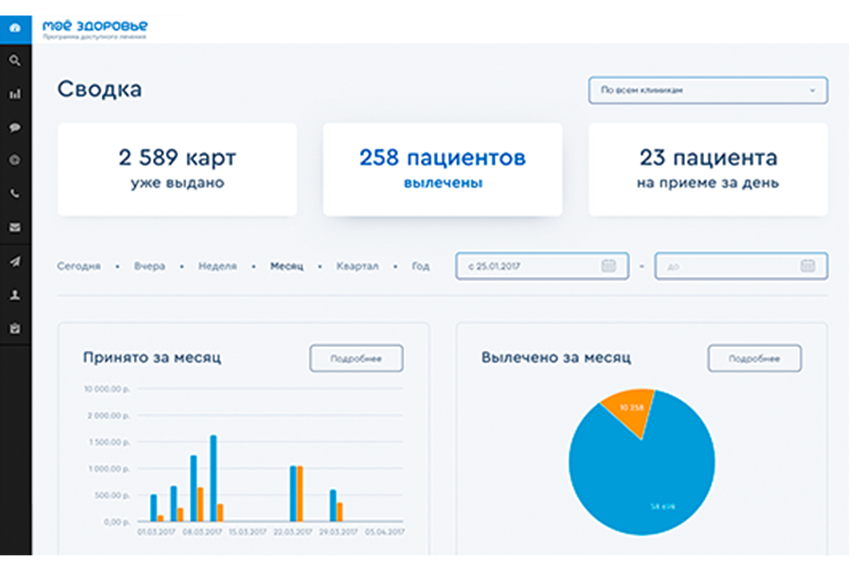 МОЁ ЗДОРОВЬЕ
Программа доступного лечения
Сводка
По всем клиникам
2 589 карт
уже выдано
258 пациентов
вылечены
23 пациента
на приеме за день
Сегодня • Вчера • Неделя • Месяц • Квартал • Год
с 25.01.2017 - до
Принято за месяц
Подробнее
10 000.00 р.
2 000.00 р.
1 500.00 р.
1 000.00 р.
500.00 р.
0,00 р.
01.03.2017 08.03.2017 15.03.2017 22.03.2017 29.03.2017 05.04.2017
Вылечено за месяц
Подробнее
10 258